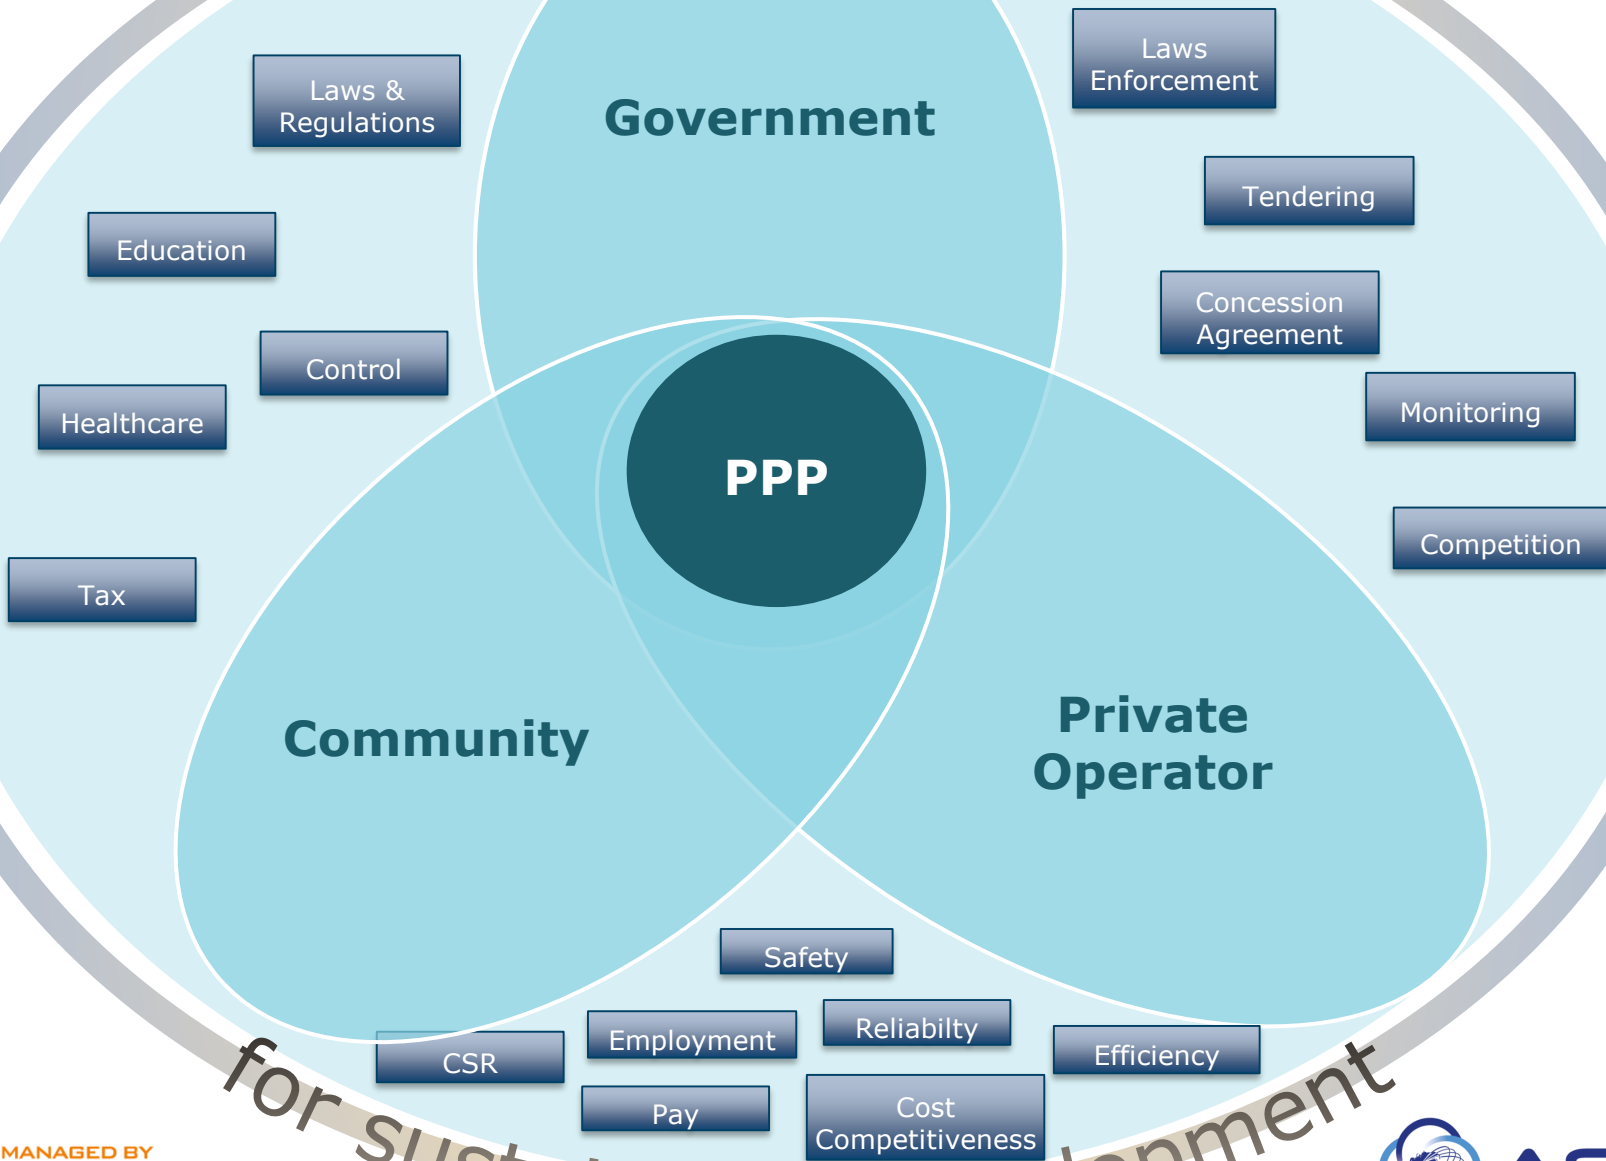 Laws
Enforcement
Laws &
Regulations
Government
Tendering
Education
Concession
Agreement
Control
Monitoring
Healthcare
PPP
Competition
Tax
Private
Operator
Community
Safety
Reliabilty
Employment
Efficiency
CSR
Cost
Competitiveness
Pay
for
MANAGED BY